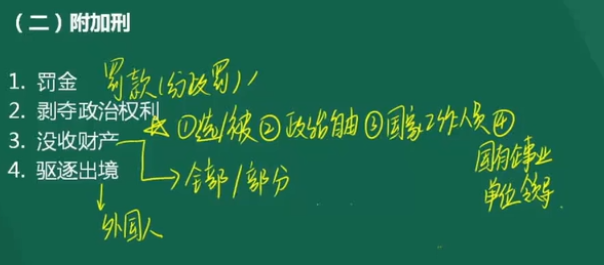 （二）附加刑
1. 罚金 罚款(行政罚)
2. 剥夺政治权利
①选/被②政治自由③国家工作人员④国有企事业单位领导
3. 没收财产
全部/部分
4. 驱逐出境
外国人